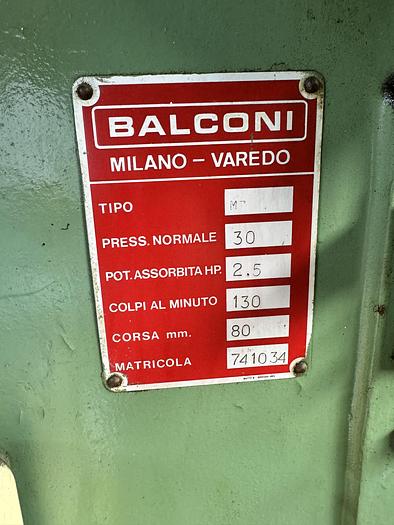 BALCONI
MILANO – VAREDO
TIPO
PRESS. NORMALE 30
POT. ASSORBITA HP. 2.5
COLPI AL MINUTO 130
CORSA mm. 80
MATRICOLA 741034